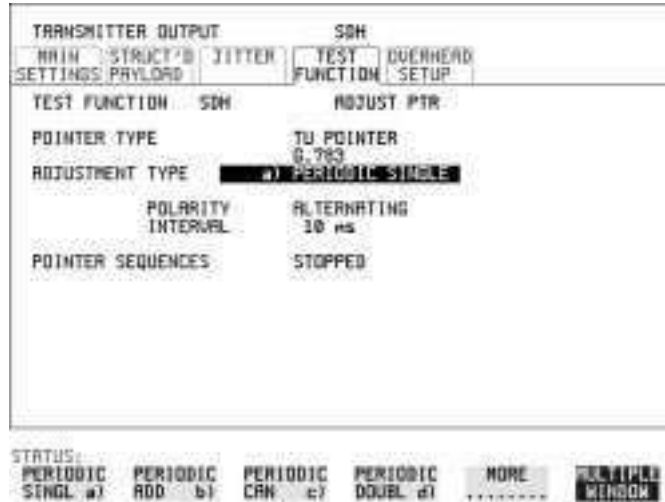 TRANSMITTER OUTPUT SDH
MAIN STRUCT'D JITTER TEST OVERHEAD
SETTINGS PAYLOAD FUNCTION SETUP
TEST FUNCTION SDH ADJUST PTR
POINTER TYPE TU POINTER
G.783
ADJUSTMENT TYPE a) PERIODIC SINGLE
POLARITY ALTERNATING
INTERVAL 10 ms
POINTER SEQUENCES STOPPED
STATUS:
PERIODIC PERIODIC PERIODIC PERIODIC MORE MULTIPLE
SINGL a) ADD b) CAN c) DOUBL d) ........ WINDOW